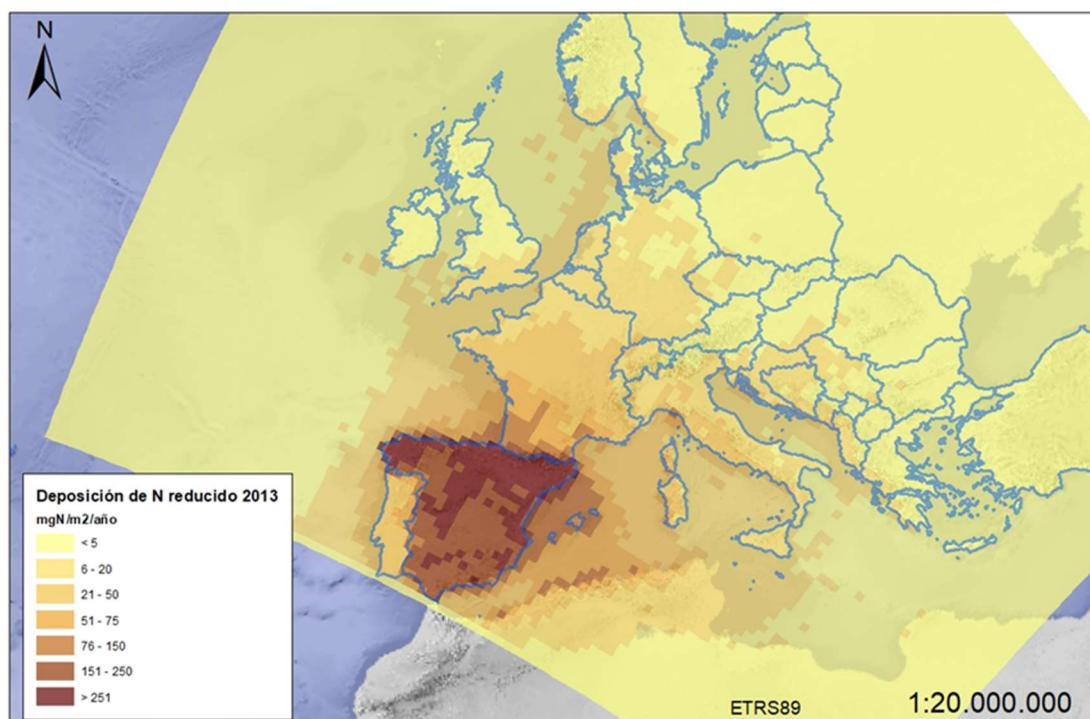 N
Deposición de N reducido 2013
mgN/m2/año
< 5
6 - 20
21 - 50
51 - 75
76 - 150
151 - 250
> 251
ETRS89
1:20.000.000